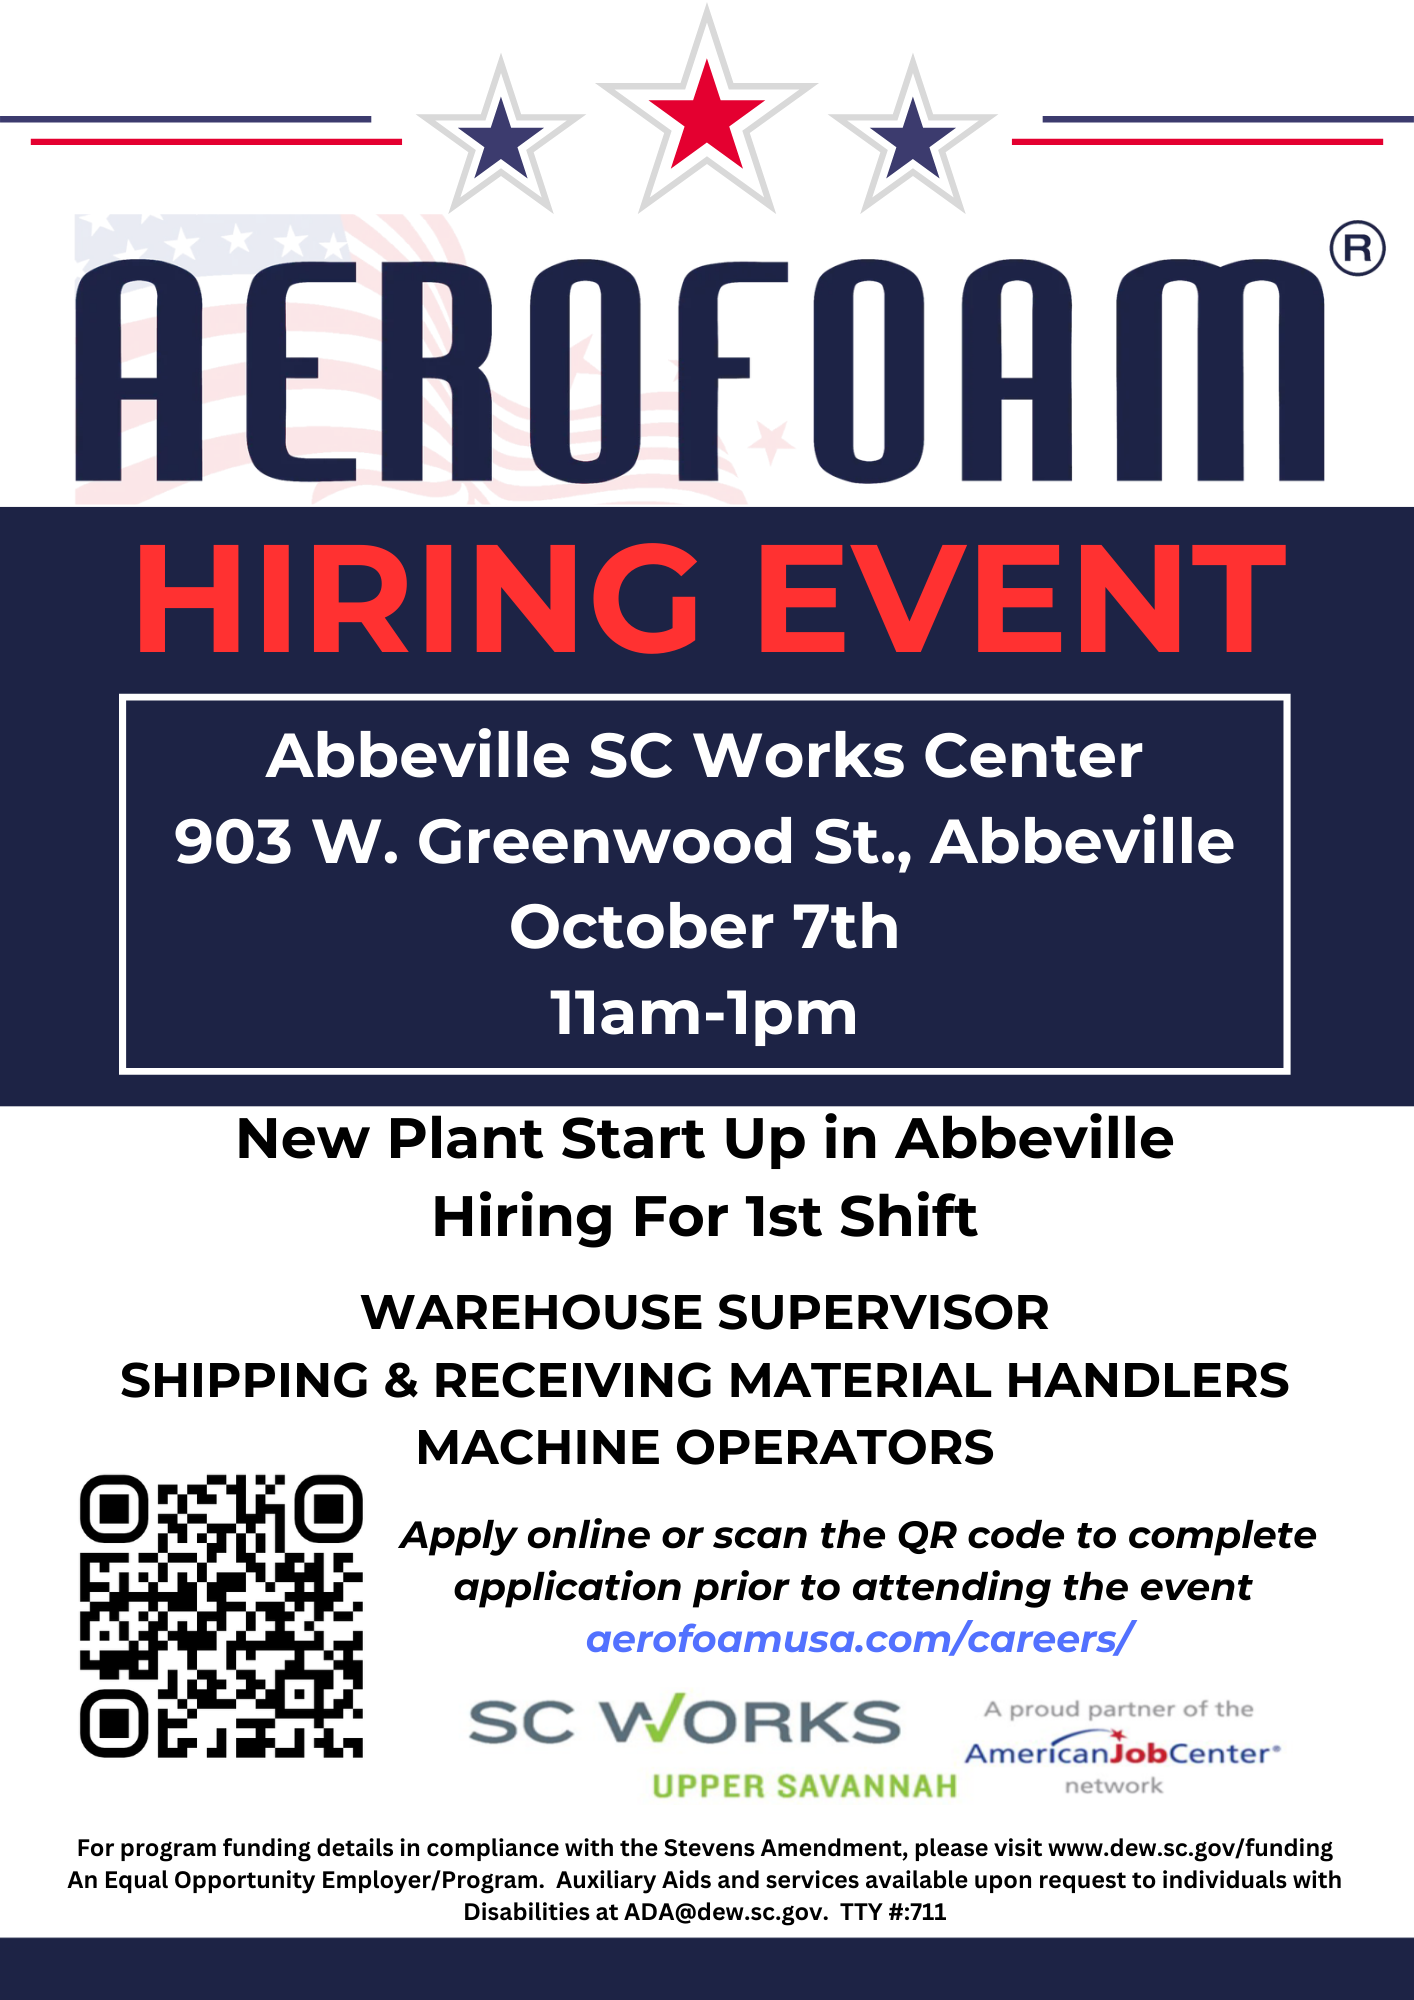 AEROFOAM®
HIRING EVENT
Abbeville SC Works Center
903 W. Greenwood St., Abbeville
October 7th
11am-1pm
New Plant Start Up in Abbeville
Hiring For 1st Shift
WAREHOUSE SUPERVISOR
SHIPPING & RECEIVING MATERIAL HANDLERS
MACHINE OPERATORS
Apply online or scan the QR code to complete
application prior to attending the event
aerofoamusa.com/careers/
SC WORKS
UPPER SAVANNAH
A proud partner of the
AmericanJobCenter®
network
For program funding details in compliance with the Stevens Amendment, please visit www.dew.sc.gov/funding
An Equal Opportunity Employer/Program.  Auxiliary Aids and services available upon request to individuals with
Disabilities at ADA@dew.sc.gov.  TTY #:711